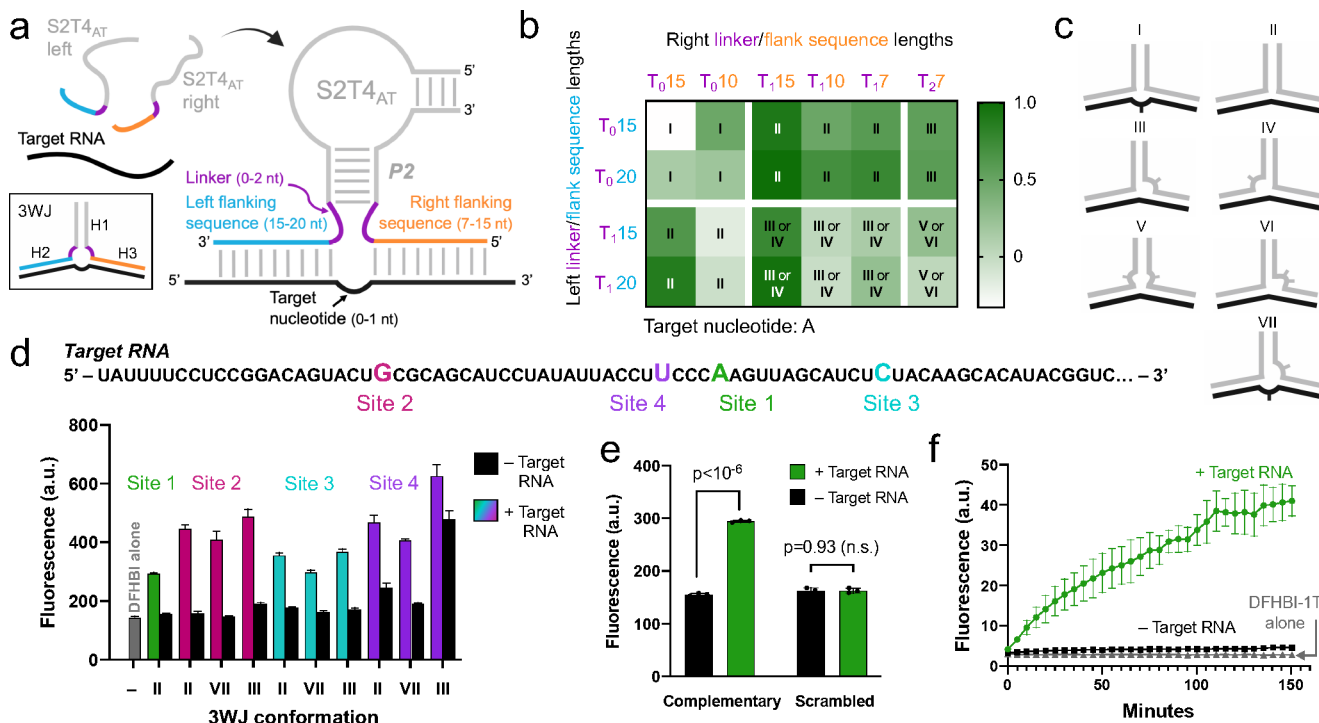 a
S2T4AT
left
S2T4AT
right
Target RNA
3WJ
H1
H2
H3
S2T4AT
5’
3’
P2
Linker (0-2 nt)
Left flanking
sequence (15-20 nt)
Right flanking
sequence (7-15 nt)
3’
5’
5’
3’
Target
nucleotide (0-1 nt)
b
Right linker/flank sequence lengths
Left linker/flank sequence lengths
T015 T010 T115 T110 T17 T27
T015 I I II II II III
T020 I I II II II III
T115 II II III or IV III or IV III or IV V or VI
T120 II II III or IV III or IV III or IV V or VI
1.0
0.5
0
Target nucleotide: A
c
I II
III IV
V VI
VII
d
Target RNA
5’ – UAUUUUCCUCCGGACAGUACUGCGCAGCAUCCUAUAUUACCUUCCCAAGUUAGCAUCUCUACAAGCACAUACGGUC... – 3’
Site 2 Site 4 Site 1 Site 3
Fluorescence (a.u.)
800
600
400
200
0
Site 1 Site 2 Site 3 Site 4
– Target
RNA
+ Target
RNA
DFHBI alone
– II II VII III II VII III II VII III
3WJ conformation
e
Fluorescence (a.u.)
400
300
200
100
0
+ Target RNA
– Target RNA
p<10-6
p=0.93 (n.s.)
Complementary Scrambled
f
Fluorescence (a.u.)
50
40
30
20
10
0
+ Target RNA
– Target RNA
DFHBI-1T
alone
0 50 100 150
Minutes